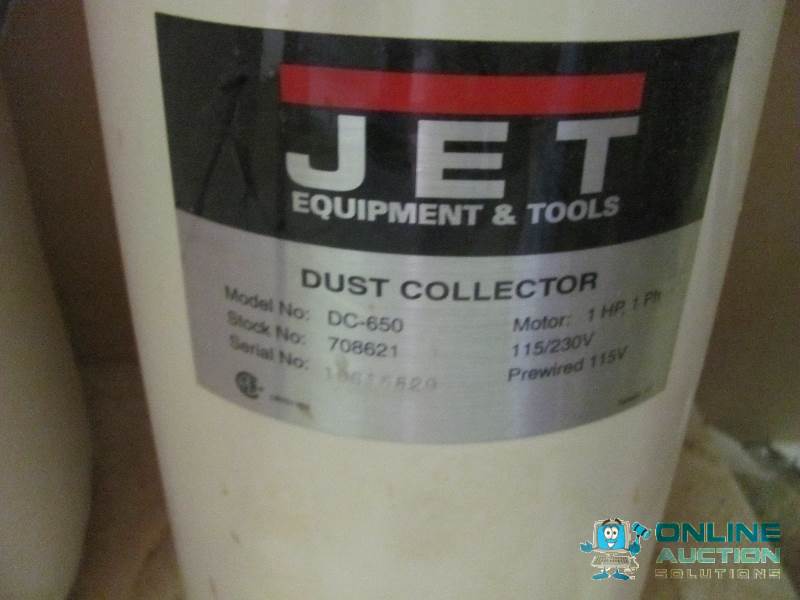 JET
EQUIPMENT & TOOLS
DUST COLLECTOR
Model No: DC-650
Stock No: 708621
Serial No:
Motor: 1 HP, 1 Ph
115/230V
Prewired 115V
ONLINE
AUCTION
SOLUTIONS